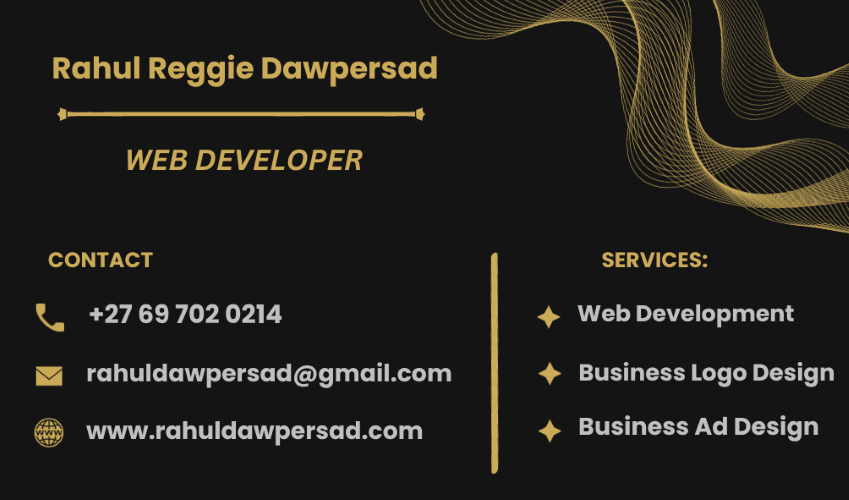 Rahul Reggie Dawpersad
WEB DEVELOPER
CONTACT
+27 69 702 0214
rahuldawpersad@gmail.com
www.rahuldawpersad.com
SERVICES:
Web Development
Business Logo Design
Business Ad Design